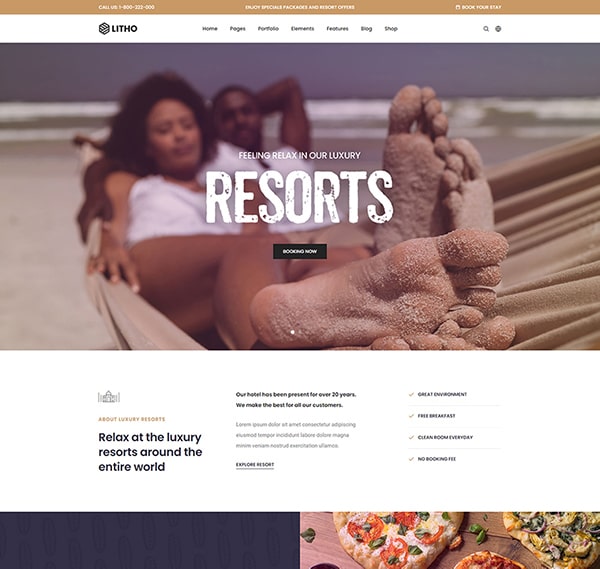 CALL US: 1-800-222-000
ENJOY SPECIALS PACKAGES AND RESORT OFFERS
BOOK YOUR STAY
LITHO
Home Pages Portfolio Elements Features Blog Shop
FEELING RELAX IN OUR LUXURY
RESORTS
BOOKING NOW
ABOUT LUXURY RESORTS
Relax at the luxury
resorts around the
entire world
Our hotel has been present for over 20 years.
We make the best for all our customers.
Lorem ipsum dolor sit amet consectetur adipiscing
eiusmod tempor incididunt labore dolore magna
minim veniam nostrud exercitation ullamco.
EXPLORE RESORT
GREAT ENVIRONMENT
FREE BREAKFAST
CLEAN ROOM EVERYDAY
NO BOOKING FEE